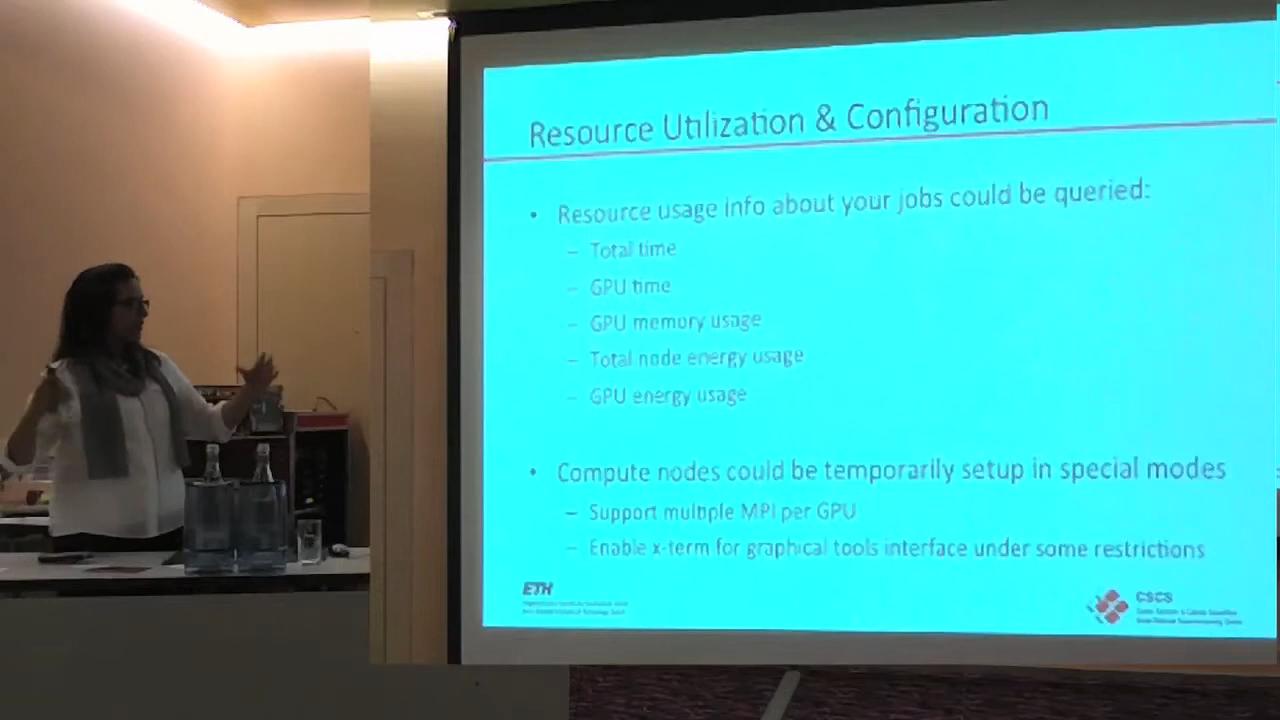 Resource Utilization & Configuration
• Resource usage info about your jobs could be queried:
– Total time
– GPU time
– GPU memory usage
– Total node energy usage
– GPU energy usage
• Compute nodes could be temporarily setup in special modes
– Support multiple MPI per GPU
– Enable x-term for graphical tools interface under some restrictions
ETH
CSCS